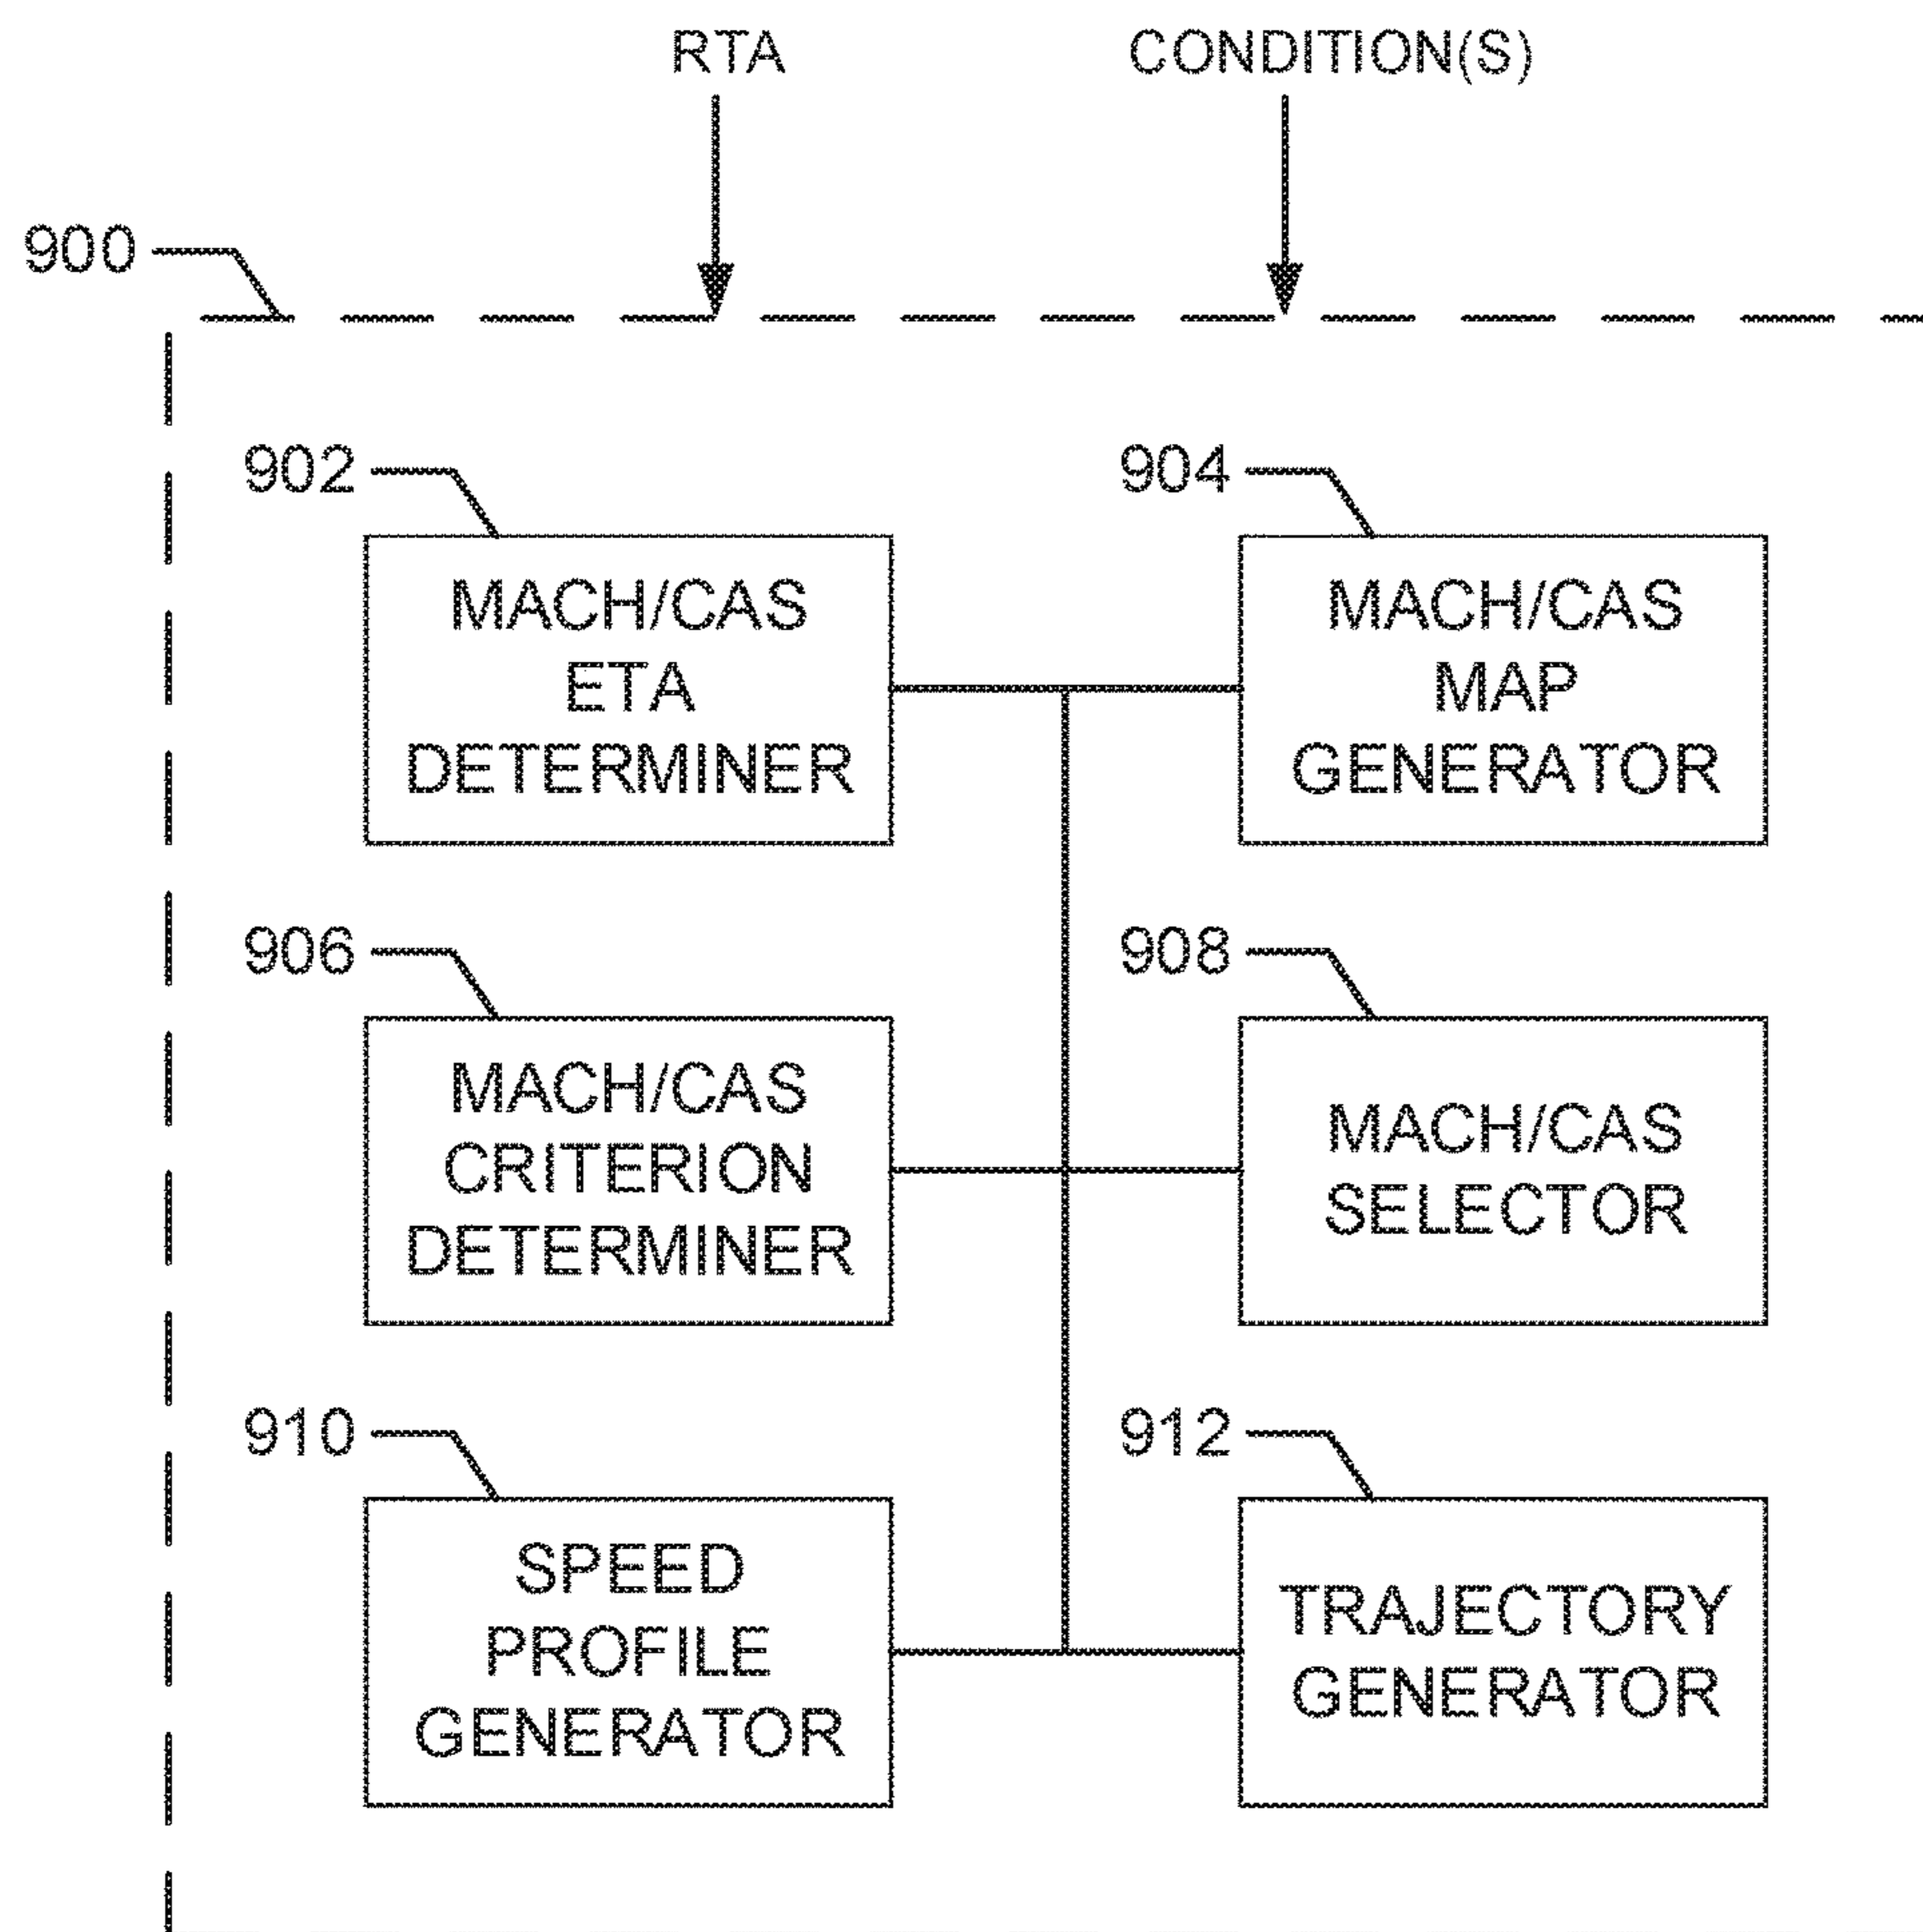 RTA
CONDITION(S)
900
902
904
MACH/CAS
ETA
DETERMINER
MACH/CAS
MAP
GENERATOR
906
908
MACH/CAS
CRITERION
DETERMINER
MACH/CAS
SELECTOR
910
912
SPEED
PROFILE
GENERATOR
TRAJECTORY
GENERATOR